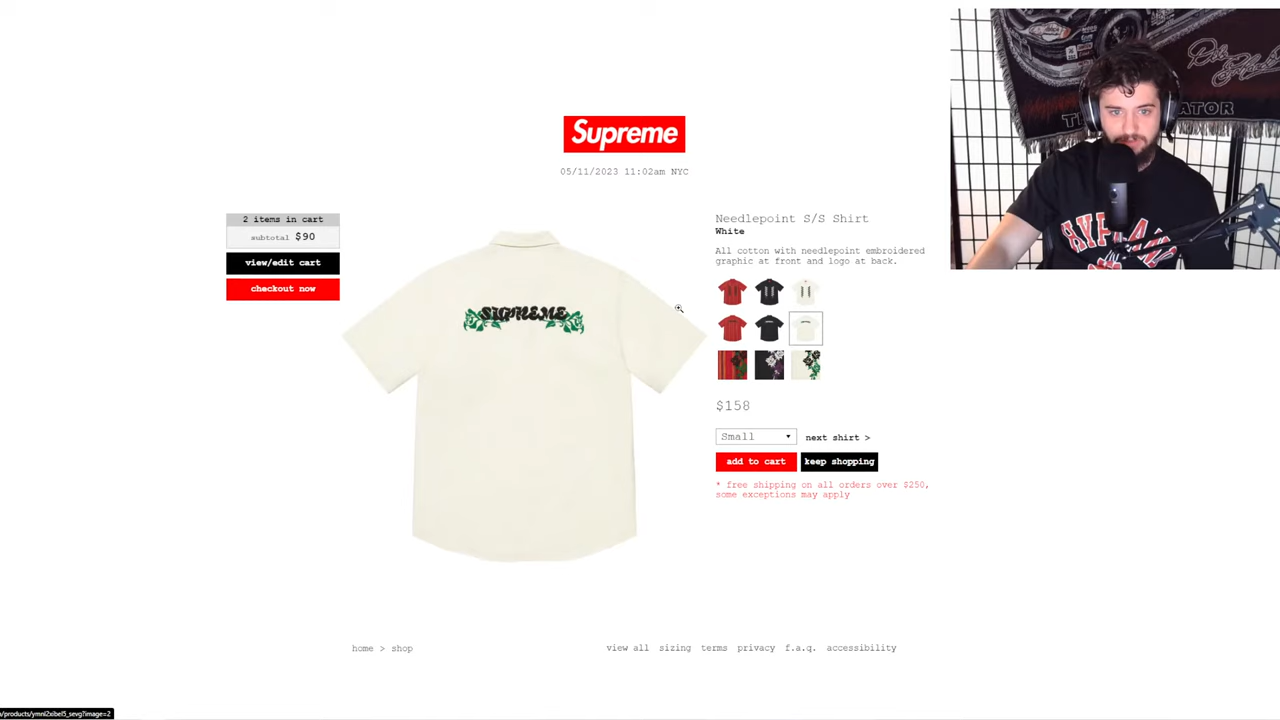 Supreme
05/11/2023 11:02am NYC
2 items in cart
subtotal $90
view/edit cart
checkout now
SUPREME
Needlepoint S/S Shirt
White
All cotton with needlepoint embroidered
graphic at front and logo at back.
$158
Small
next shirt >
add to cart
keep shopping
* free shipping on all orders over $250,
some exceptions may apply
home > shop
view all sizing terms privacy f.a.q. accessibility